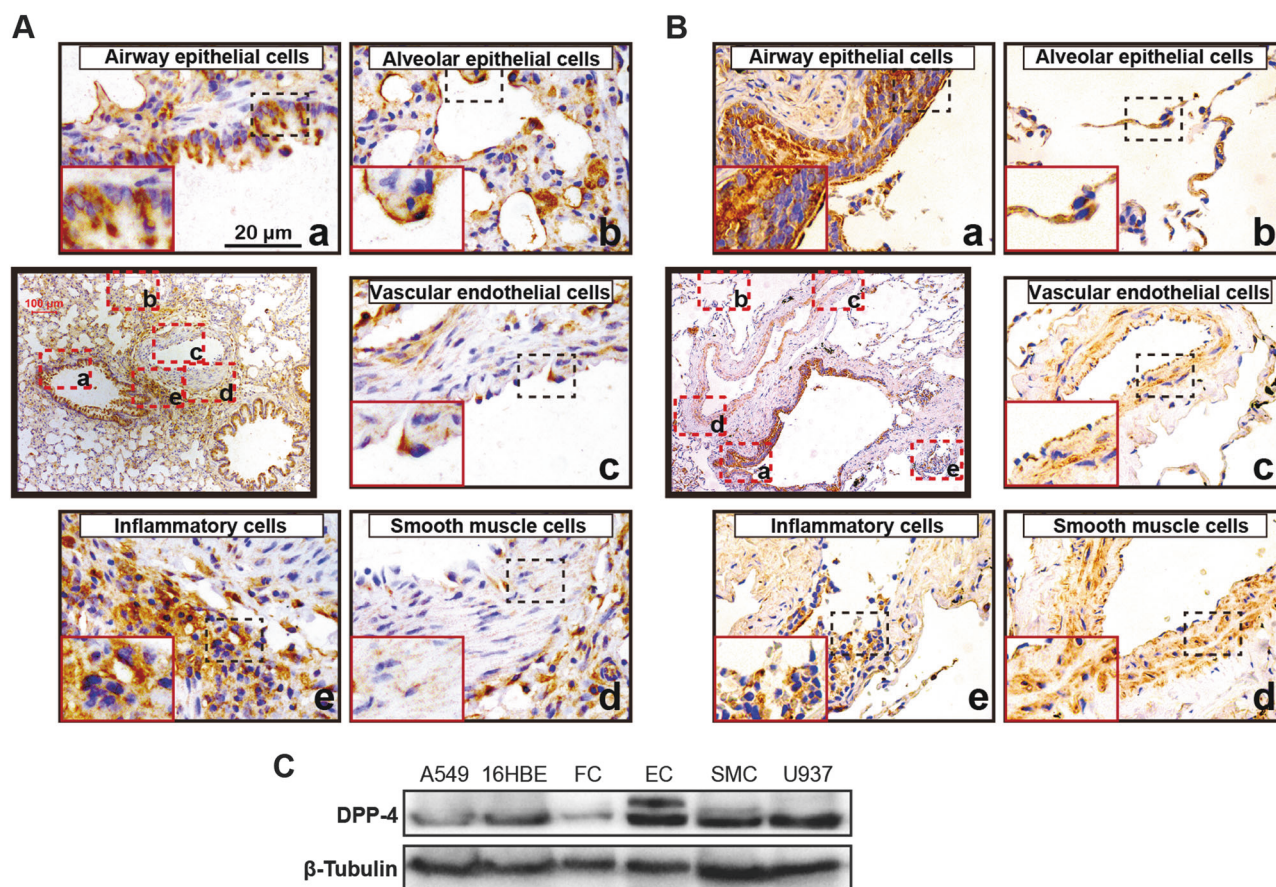 A
B
Airway epithelial cells
Alveolar epithelial cells
Airway epithelial cells
Alveolar epithelial cells
20 µm
a
b
a
b
100 µm
b
c
a
e
d
Vascular endothelial cells
c
b
c
d
a
e
Vascular endothelial cells
c
Inflammatory cells
Smooth muscle cells
Inflammatory cells
Smooth muscle cells
e
d
e
d
C
A549 16HBE FC EC SMC U937
DPP-4
β-Tubulin